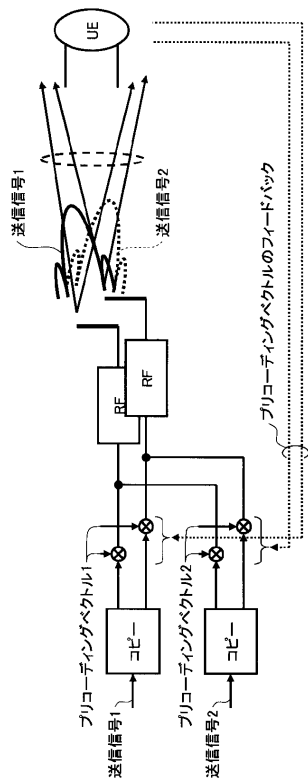 送信信号1
コピー
プリコーディングベクトル1
送信信号2
コピー
プリコーディングベクトル2
RF
RF
送信信号1
送信信号2
UE
プリコーディングベクトルのフィードバック